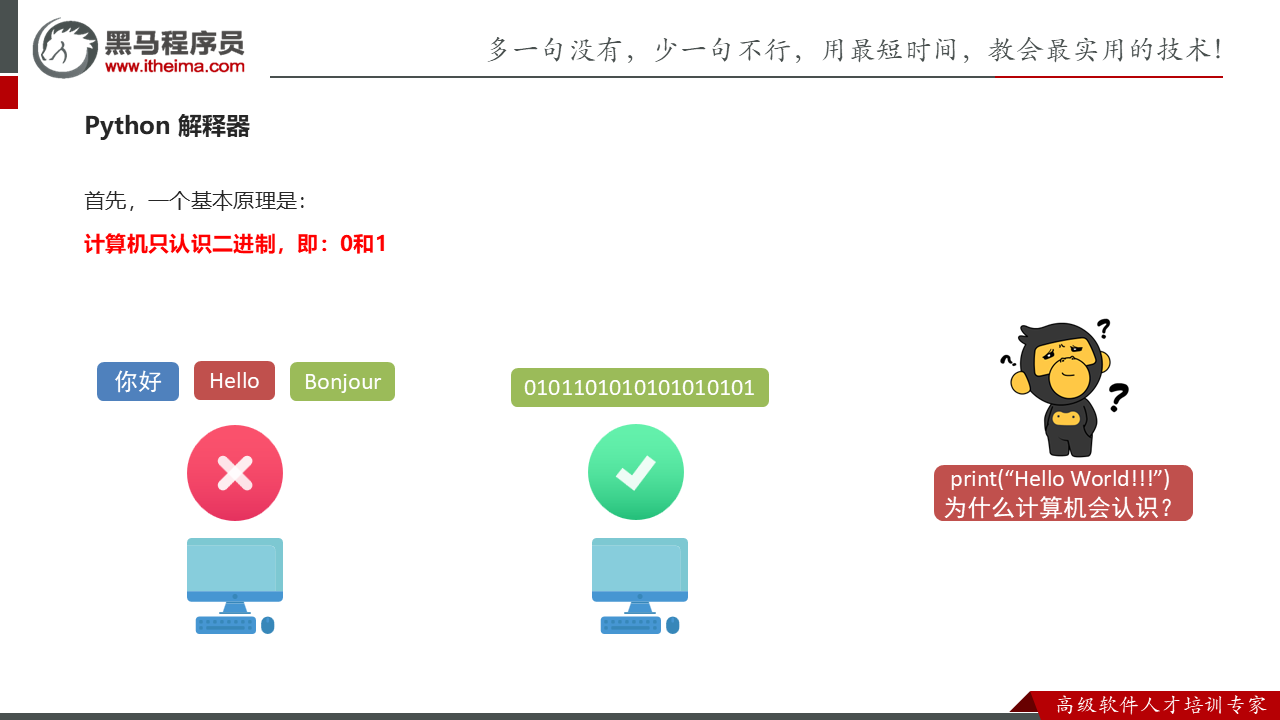 黑马程序员
www.itheima.com
多一句没有，少一句不行，用最短时间，教会最实用的技术！
Python 解释器
首先，一个基本原理是：
计算机只认识二进制，即：0和1
你好
Hello
Bonjour
0101101010101010101
print(“Hello World!!!”)
为什么计算机会认识？
高级软件人才培训专家